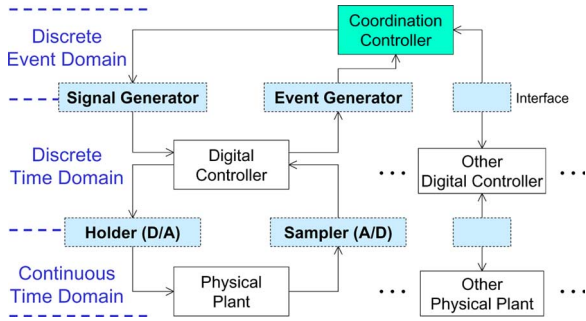 Coordination
Controller
Discrete
Event Domain
Signal Generator
Event Generator
Interface
Discrete
Time Domain
Digital
Controller
• • •
Other
Digital Controller
• • •
Holder (D/A)
Sampler (A/D)
Continuous
Time Domain
Physical
Plant
• • •
Other
Physical Plant
• • •